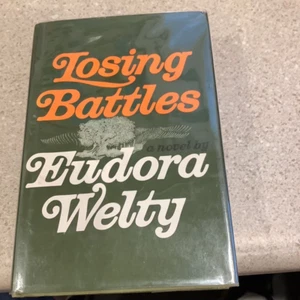 Losing
Battles
a novel by
Eudora
Welty